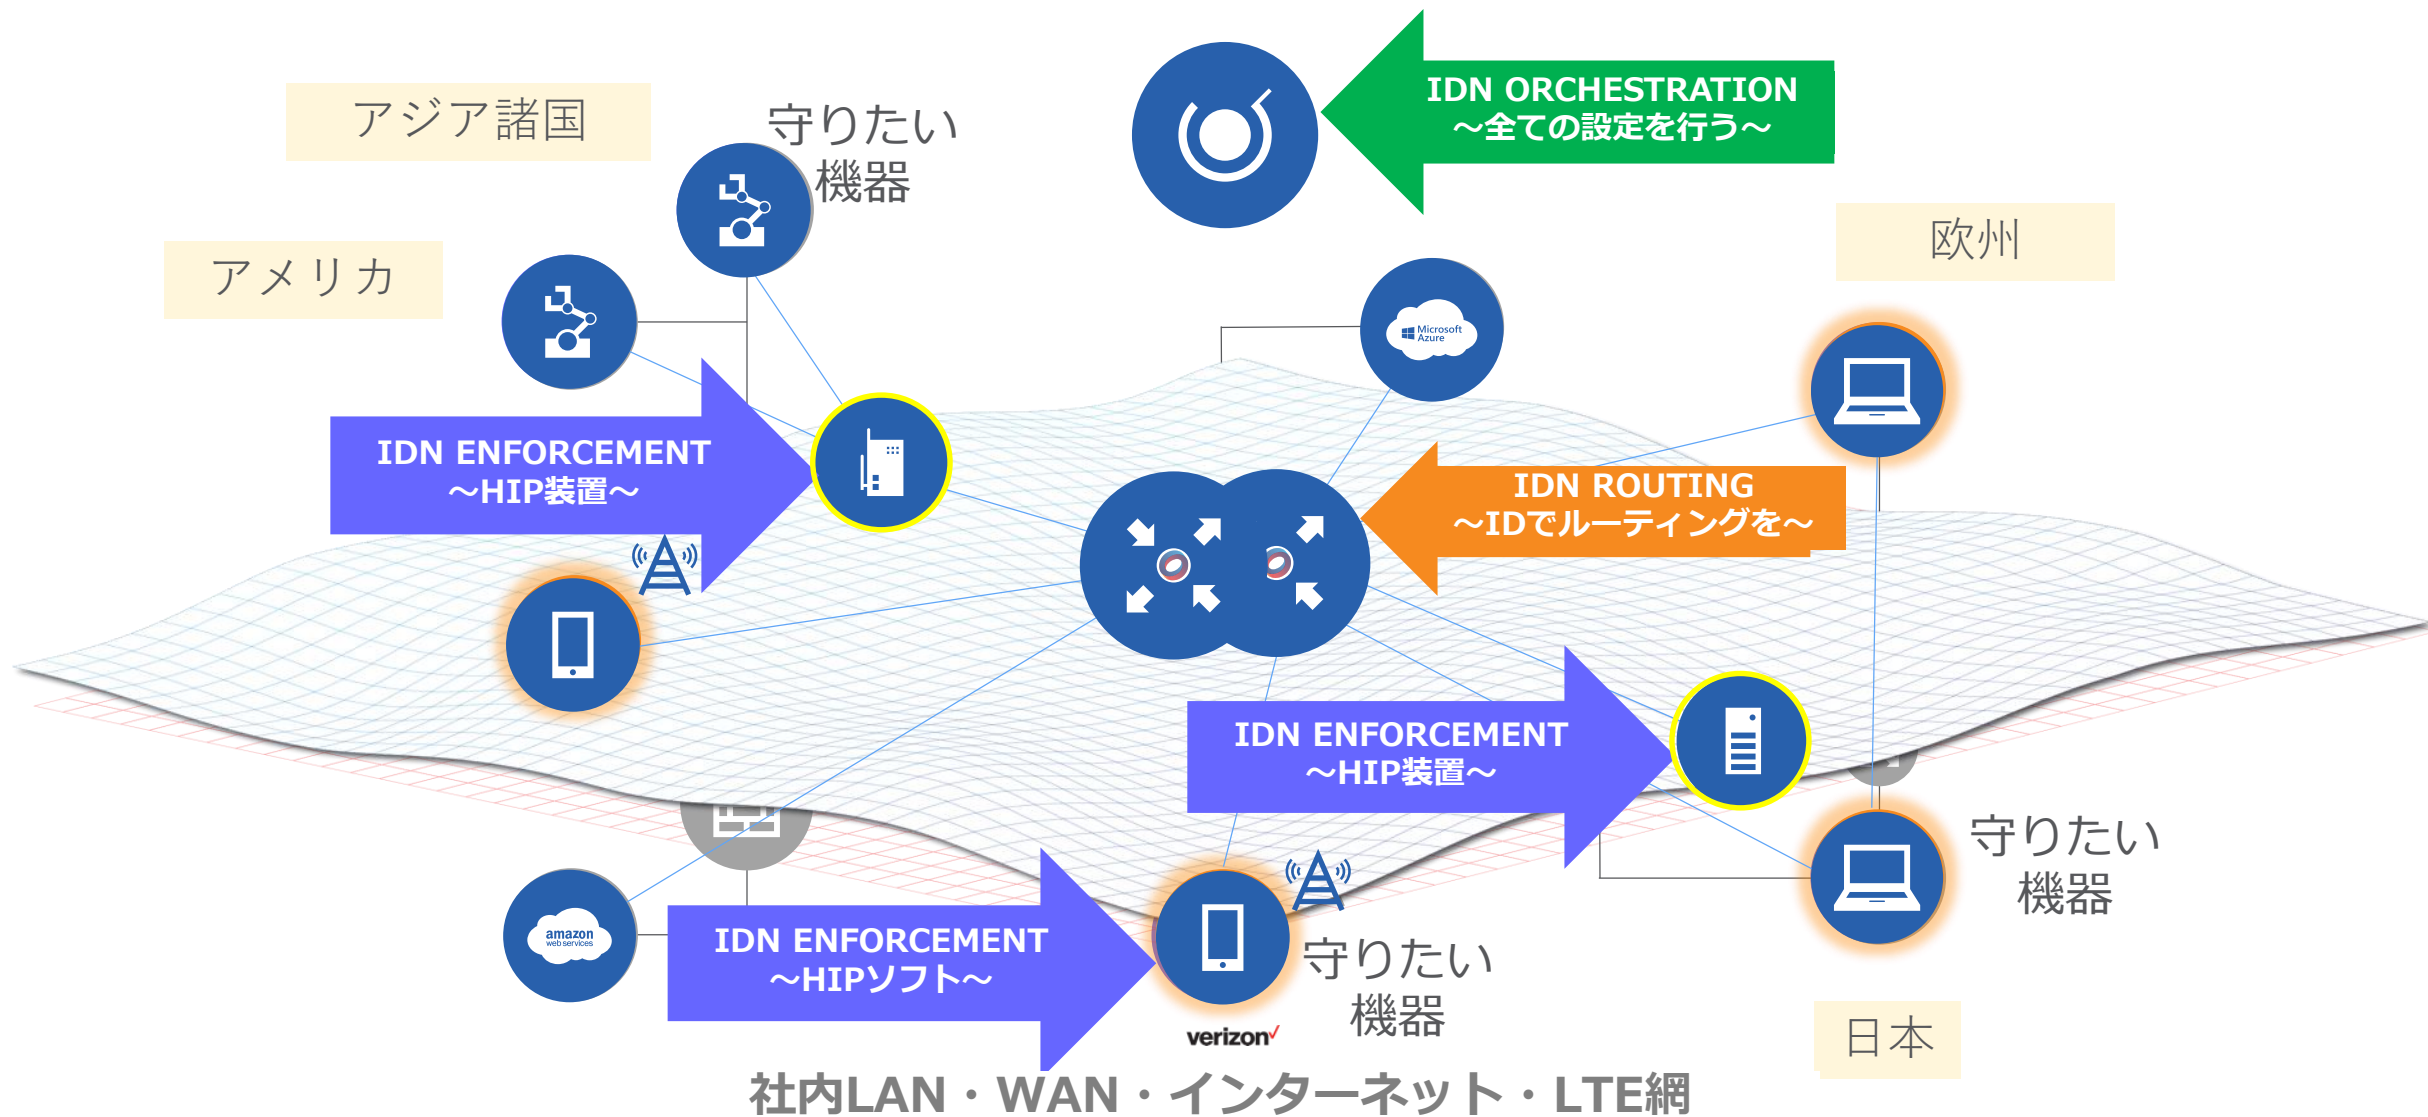 アジア諸国
守りたい
機器
IDN ORCHESTRATION
～全ての設定を行う～
アメリカ
欧州
Microsoft
Azure
IDN ENFORCEMENT
～HIP装置～
IDN ROUTING
～IDでルーティングを～
IDN ENFORCEMENT
～HIP装置～
守りたい
機器
amazon
web services
IDN ENFORCEMENT
～HIPソフト～
守りたい
機器
verizon
日本
社内LAN・WAN・インターネット・LTE網